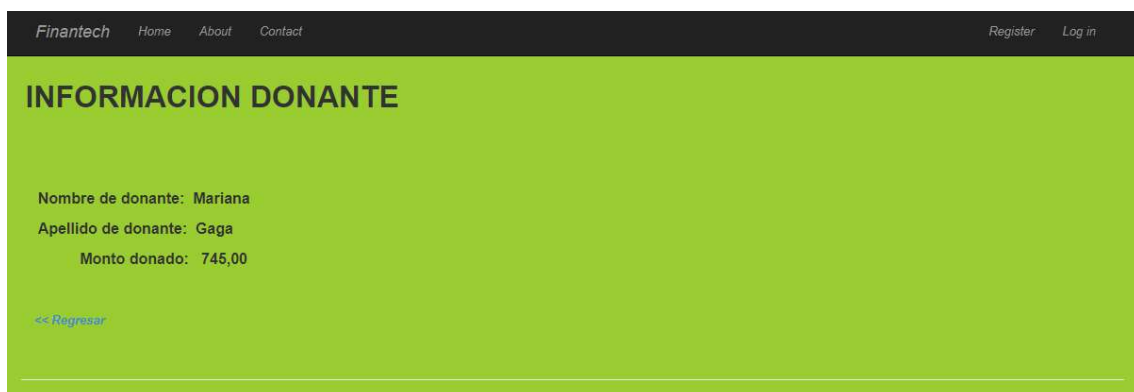 Finantech Home About Contact Register Log in
INFORMACION DONANTE
Nombre de donante: Mariana
Apellido de donante: Gaga
Monto donado: 745,00
<< Regresar